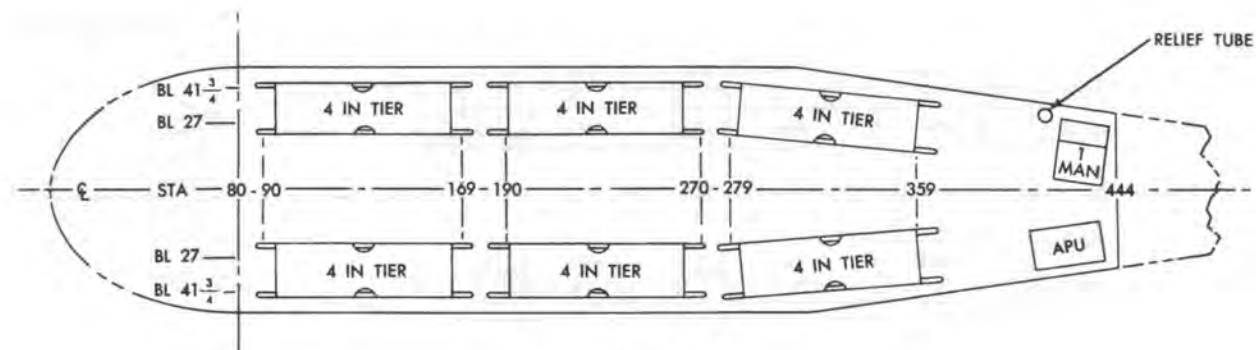 RELIEF TUBE
BL 41 3/4
4 IN TIER
4 IN TIER
4 IN TIER
BL 27
1 MAN
℄ STA 80 - 90 169 - 190 270 - 279 359 444
BL 27
4 IN TIER
4 IN TIER
4 IN TIER
APU
BL 41 3/4